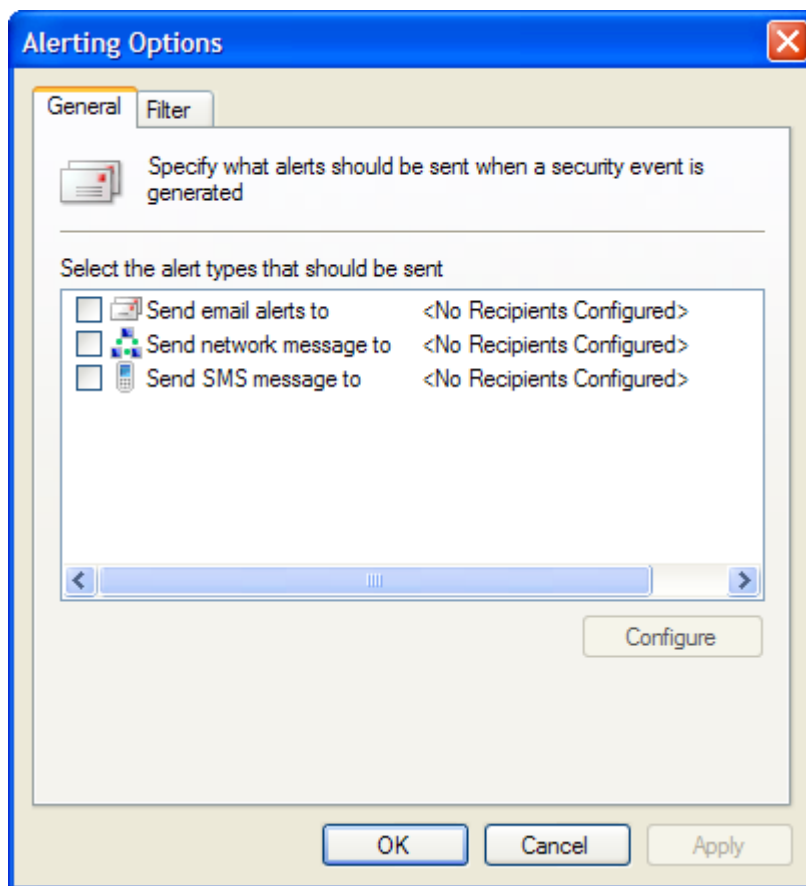 Alerting Options
General Filter
Specify what alerts should be sent when a security event is
generated
Select the alert types that should be sent
Send email alerts to <No Recipients Configured>
Send network message to <No Recipients Configured>
Send SMS message to <No Recipients Configured>
Configure
OK Cancel Apply